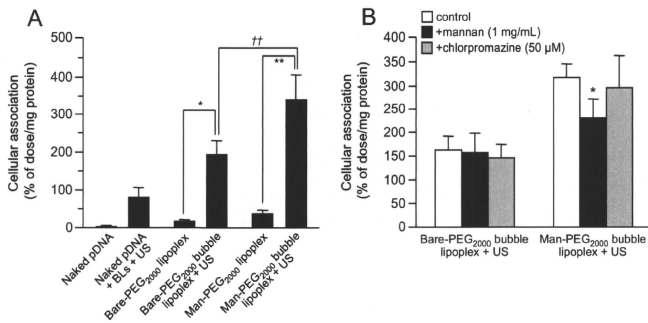 A
Cellular association
(% of dose/mg protein)
500
400
300
200
100
0
*
††
**
Naked pDNA
Naked pDNA
+ BLs + US
Bare-PEG2000 lipoplex
Bare-PEG2000 bubble
lipoplex + US
Man-PEG2000 lipoplex
Man-PEG2000 bubble
lipoplex + US
B
control
+mannan (1 mg/mL)
+chlorpromazine (50 μM)
Cellular association
(% of dose/mg protein)
400
350
300
250
200
150
100
50
0
*
Bare-PEG2000 bubble
lipoplex + US
Man-PEG2000 bubble
lipoplex + US